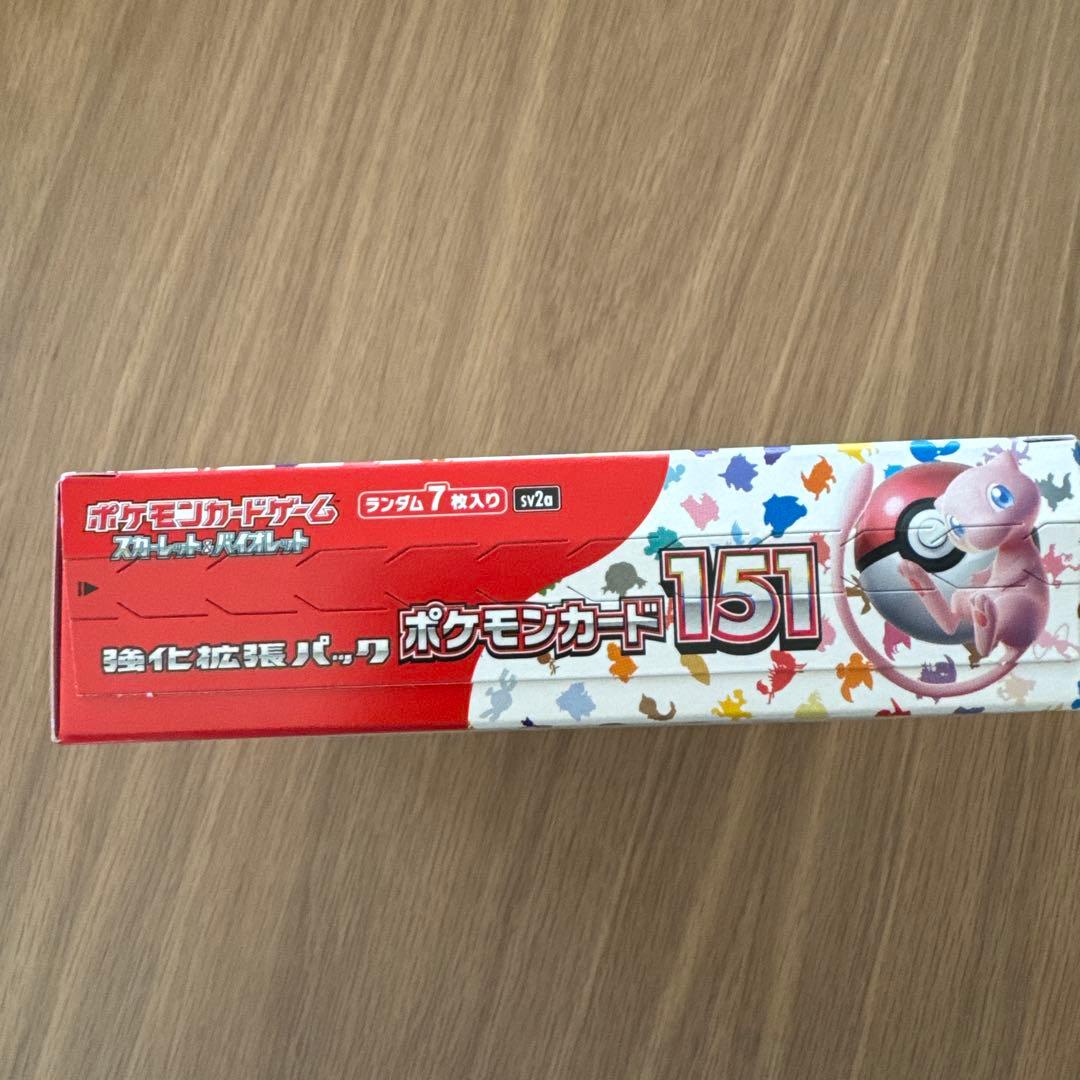 ポケモンカードゲーム
スカーレット&バイオレット
ランダム7枚入り
sv2a
強化拡張パック
ポケモンカード151